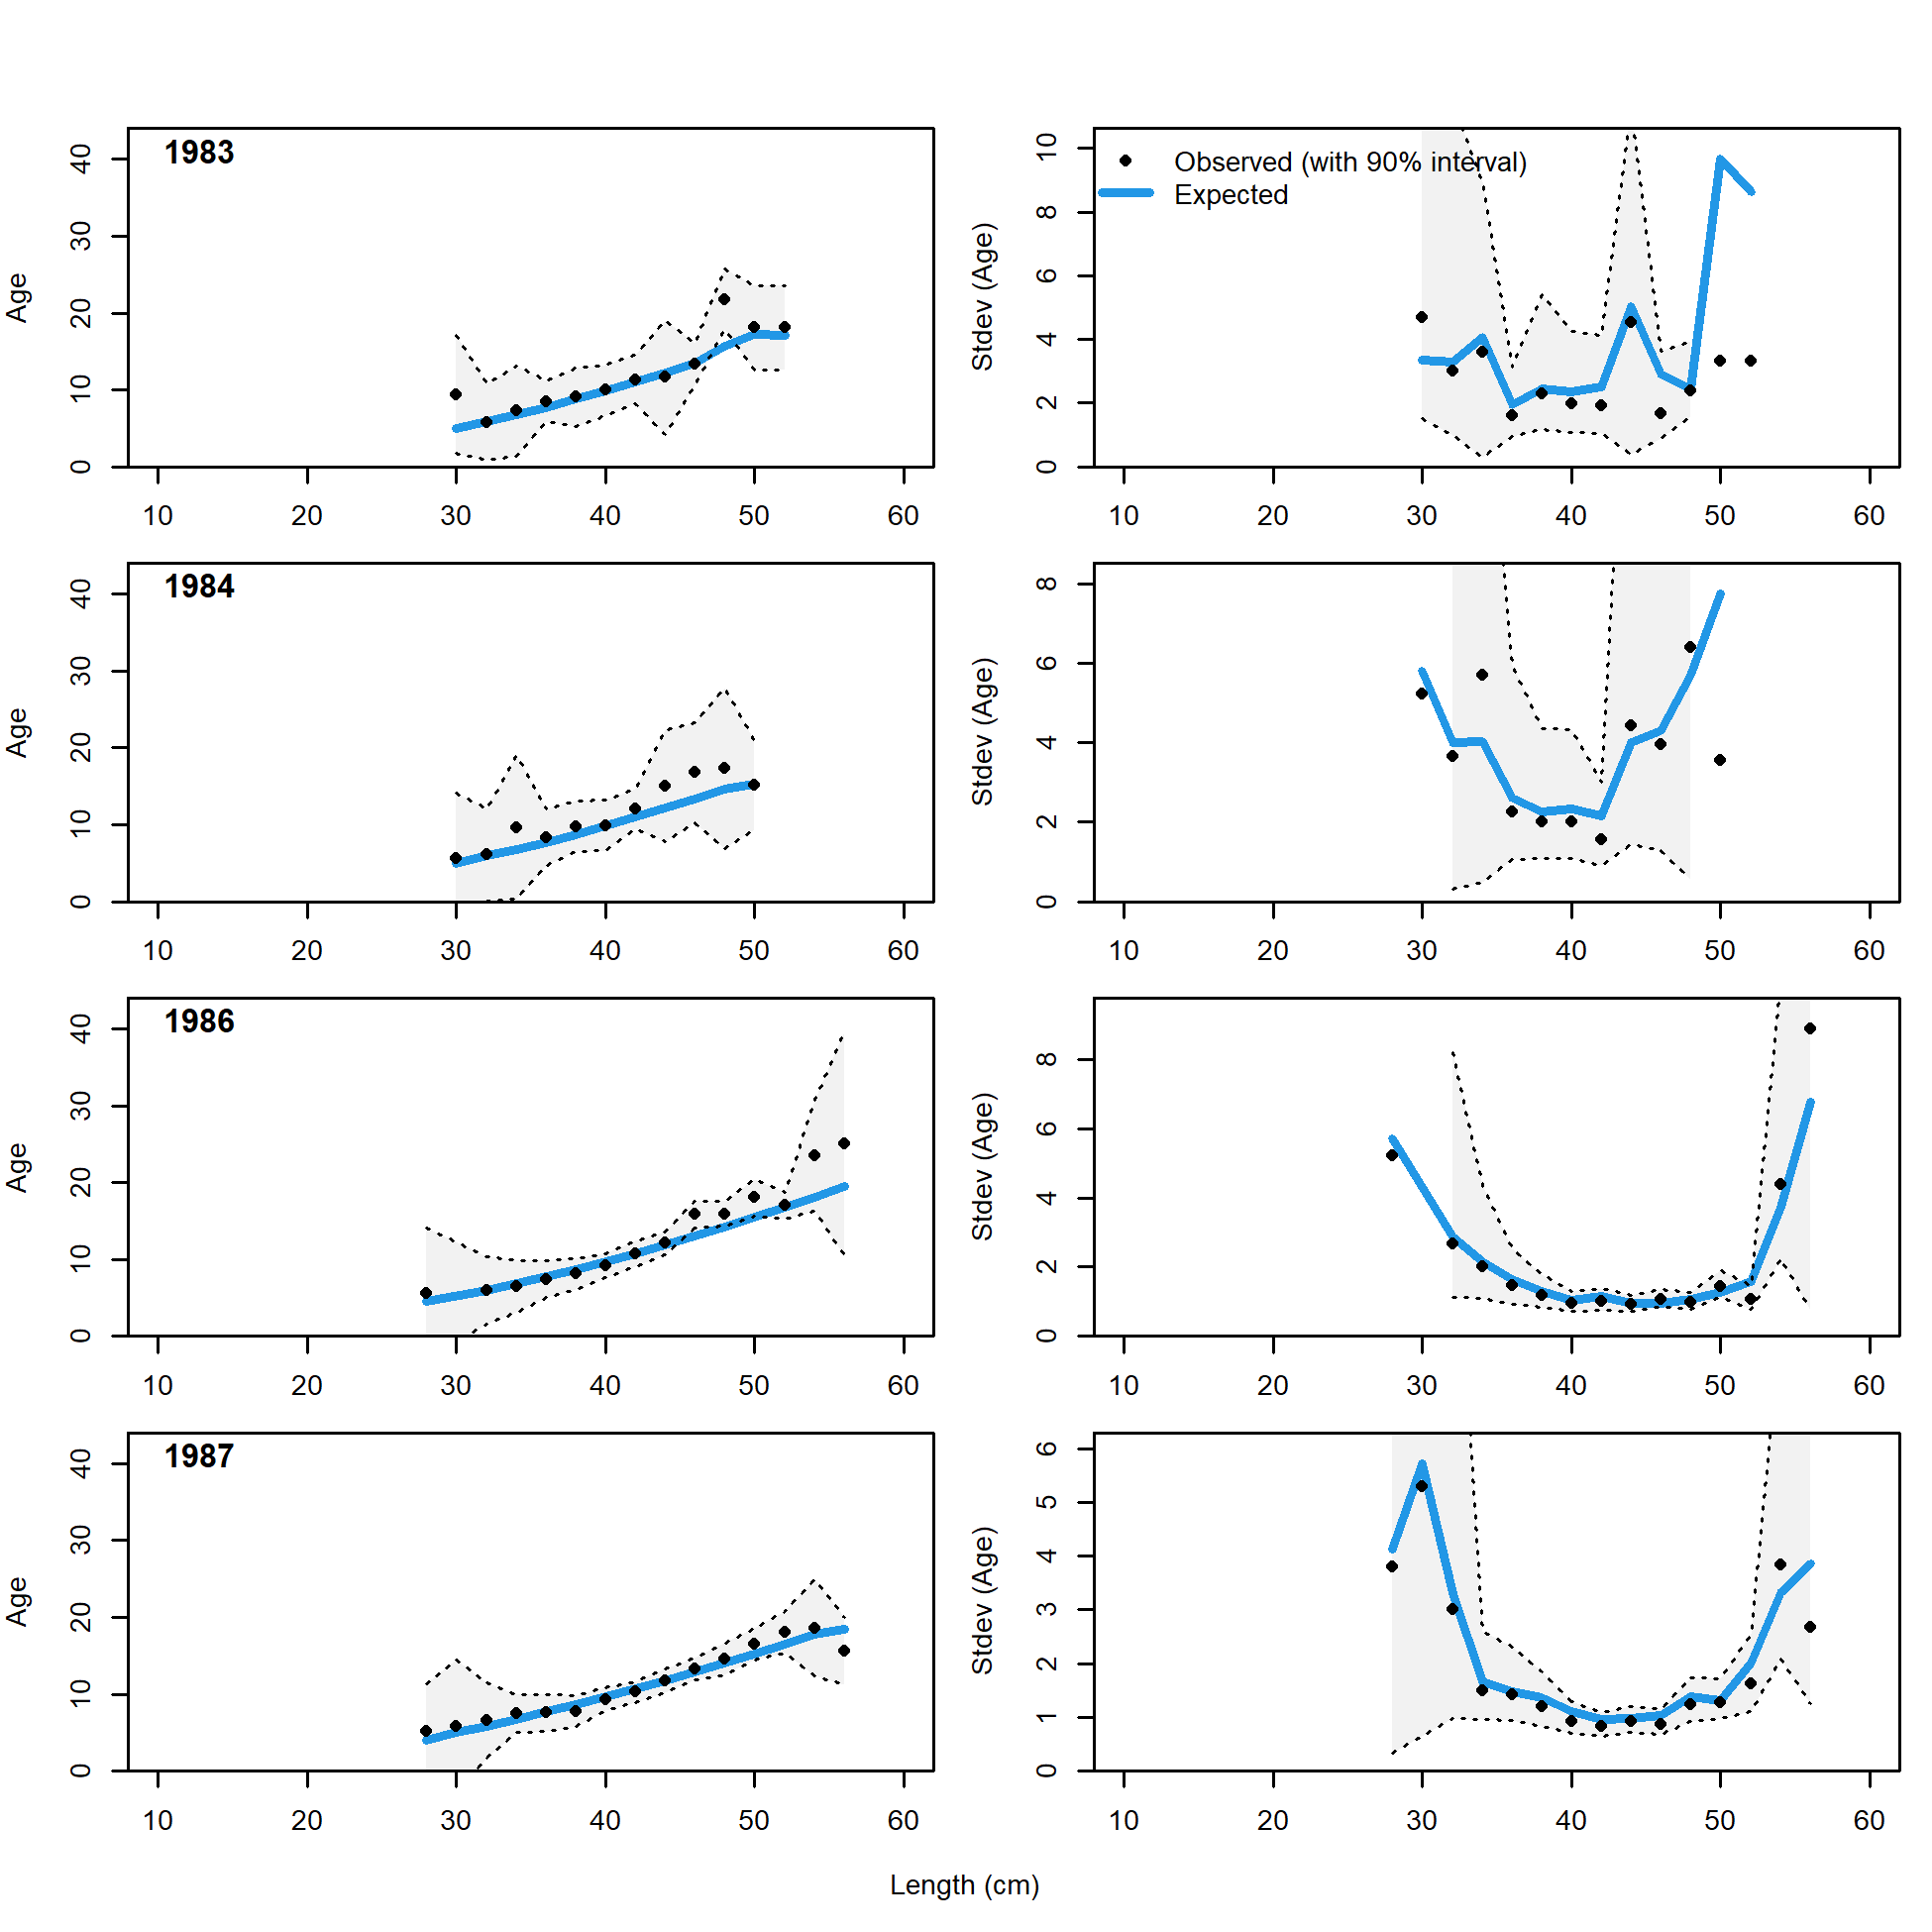 1983
Age
0 10 20 30 40
10 20 30 40 50 60
Observed (with 90% interval)
Expected
Stdev (Age)
0 2 4 6 8 10
10 20 30 40 50 60
1984
Age
0 10 20 30 40
10 20 30 40 50 60
Stdev (Age)
0 2 4 6 8
10 20 30 40 50 60
1986
Age
0 10 20 30 40
10 20 30 40 50 60
Stdev (Age)
0 2 4 6 8
10 20 30 40 50 60
1987
Age
0 10 20 30 40
10 20 30 40 50 60
Stdev (Age)
0 1 2 3 4 5 6
10 20 30 40 50 60
Length (cm)